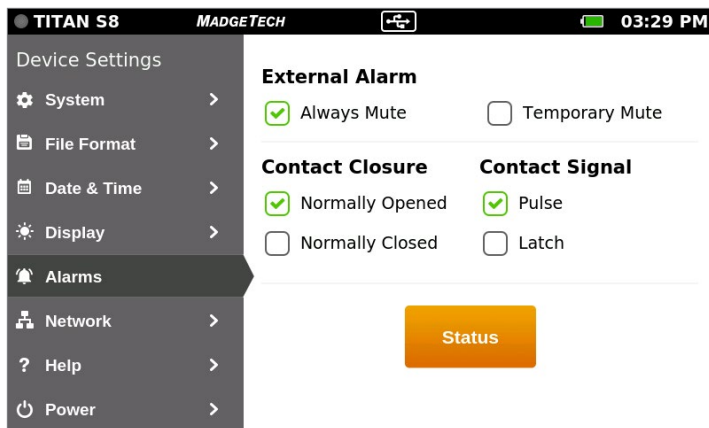 TITAN S8 MADGETECH 03:29 PM
Device Settings
System
File Format
Date & Time
Display
Alarms
Network
? Help
Power
External Alarm
Always Mute Temporary Mute
Contact Closure Contact Signal
Normally Opened Pulse
Normally Closed Latch
Status